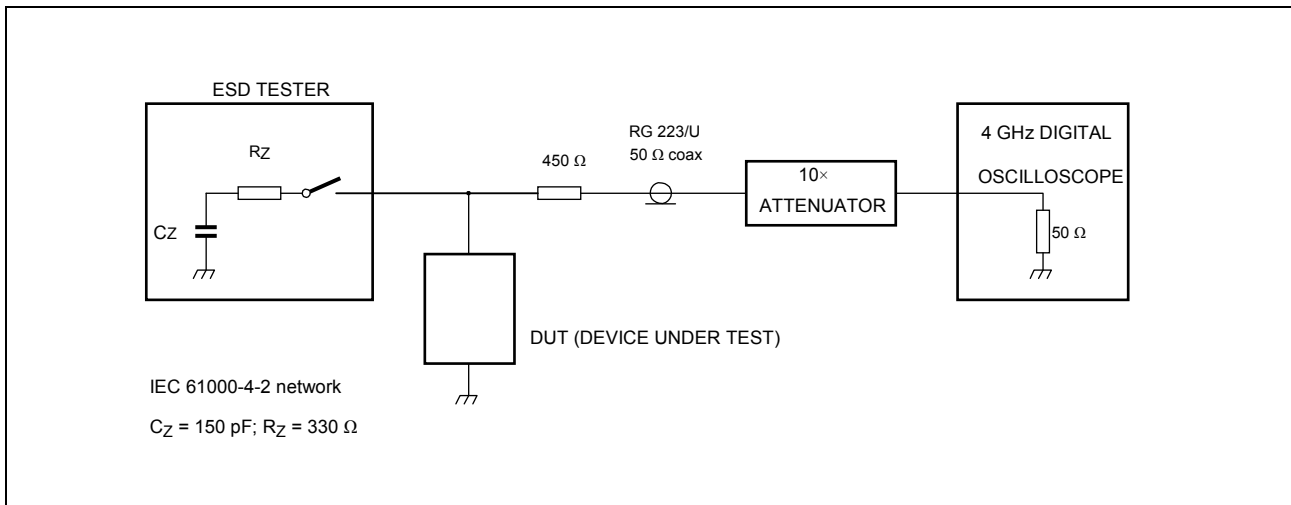 ESD TESTER
RZ
CZ
450 Ω
RG 223/U
50 Ω coax
10×
ATTENUATOR
4 GHz DIGITAL
OSCILLOSCOPE
50 Ω
DUT (DEVICE UNDER TEST)
IEC 61000-4-2 network
CZ = 150 pF; RZ = 330 Ω